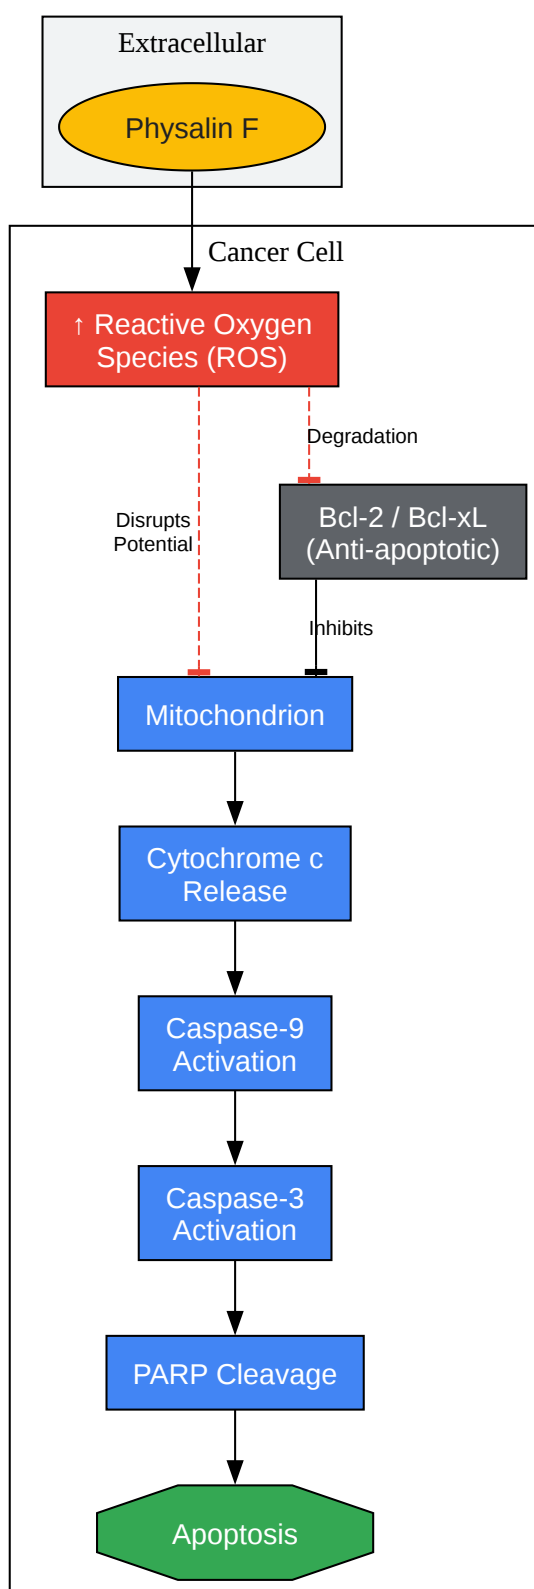 Extracellular
Physalin F
Cancer Cell
↑ Reactive Oxygen
Species (ROS)
Degradation
Disrupts
Potential
Bcl-2 / Bcl-xL
(Anti-apoptotic)
Inhibits
Mitochondrion
Cytochrome c
Release
Caspase-9
Activation
Caspase-3
Activation
PARP Cleavage
Apoptosis